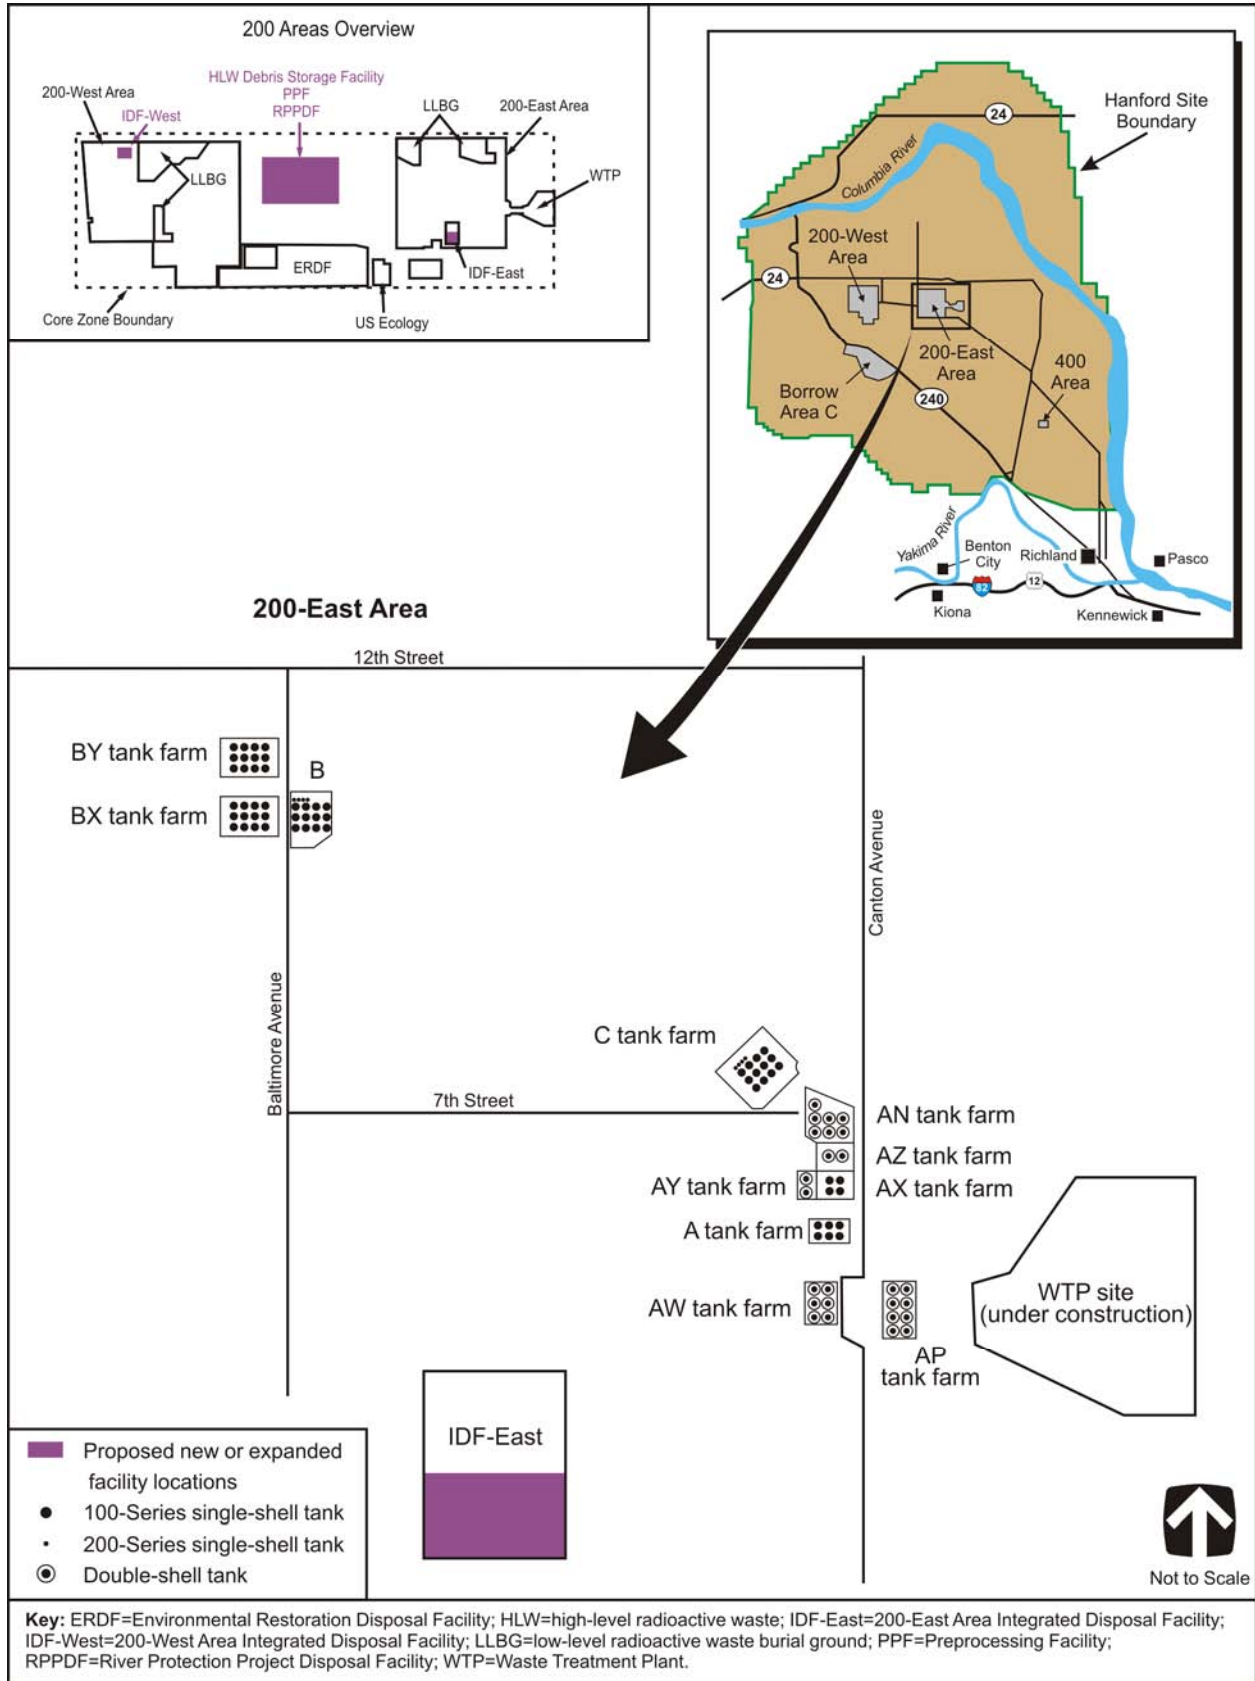 200 Areas Overview
HLW Debris Storage Facility
PPF
RPPDF
200-West Area
IDF-West
LLBG
200-East Area
LLBG
WTP
ERDF
IDF-East
Core Zone Boundary
US Ecology
24
Hanford Site
Boundary
Columbia River
200-West
Area
24
200-East
Area
400
Area
Borrow
Area C
240
Yakima River
Benton
City
Richland
Pasco
82
12
Kiona
Kennewick
200-East Area
12th Street
BY tank farm
B
BX tank farm
Canton Avenue
Baltimore Avenue
C tank farm
7th Street
AN tank farm
AZ tank farm
AY tank farm
AX tank farm
A tank farm
AW tank farm
WTP site
(under construction)
AP
tank farm
IDF-East
Proposed new or expanded
facility locations
100-Series single-shell tank
200-Series single-shell tank
Double-shell tank
Not to Scale
Key: ERDF=Environmental Restoration Disposal Facility; HLW=high-level radioactive waste; IDF-East=200-East Area Integrated Disposal Facility;
IDF-West=200-West Area Integrated Disposal Facility; LLBG=low-level radioactive waste burial ground; PPF=Preprocessing Facility;
RPPDF=River Protection Project Disposal Facility; WTP=Waste Treatment Plant.